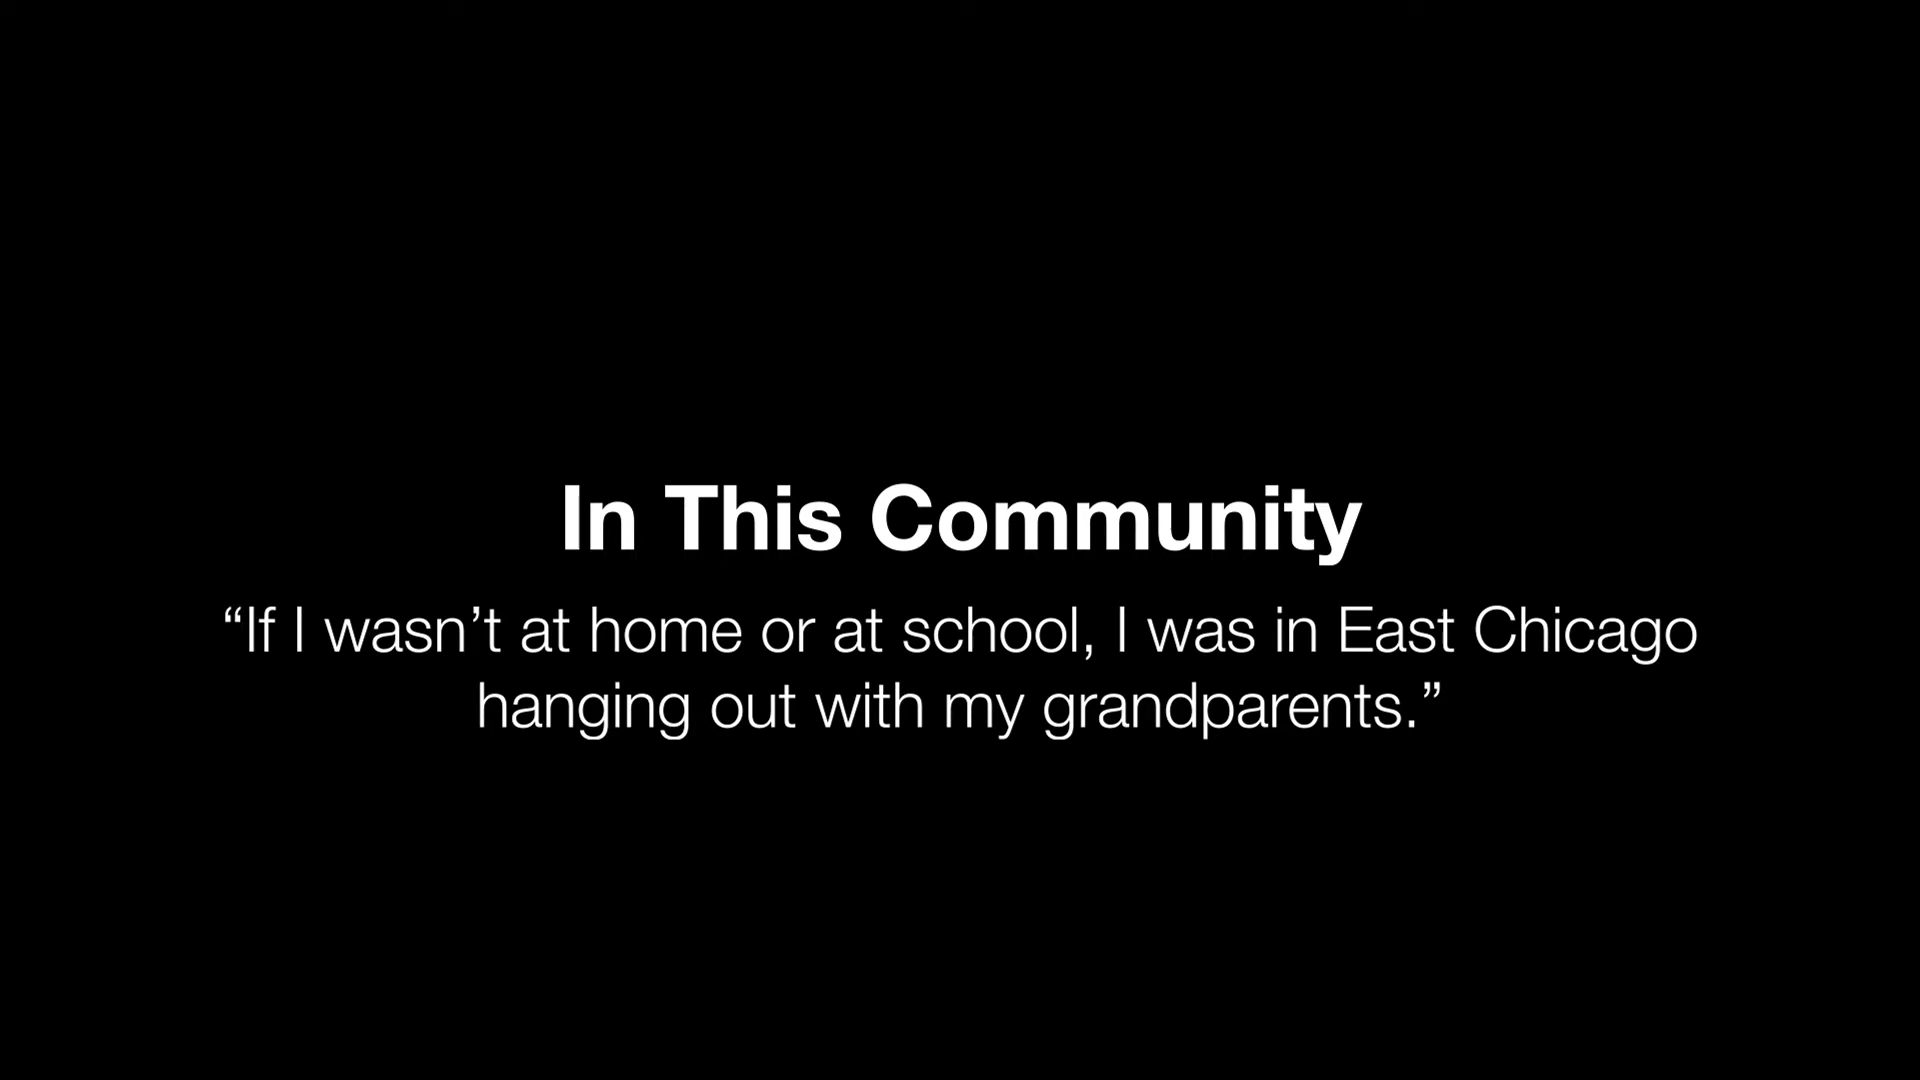 In This Community
“If I wasn’t at home or at school, I was in East Chicago
hanging out with my grandparents.”